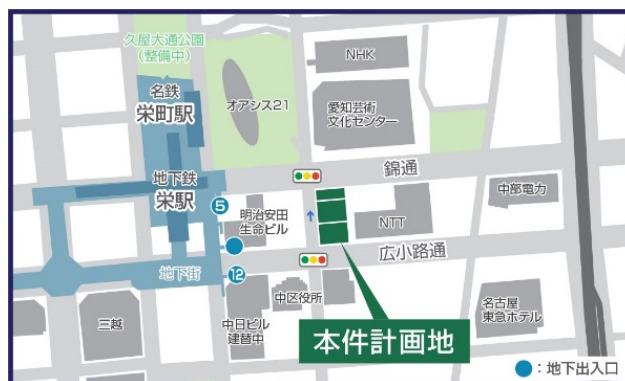 久屋大通公園
(整備中)
名鉄
栄町駅
オアシス21
NHK
愛知芸術
文化センター
錦通
地下鉄
栄駅
5
明治安田
生命ビル
NTT
中部電力
広小路通
地下街
12
中区役所
三越
中日ビル
建替中
本件計画地
名古屋
東急ホテル
：地下出入口